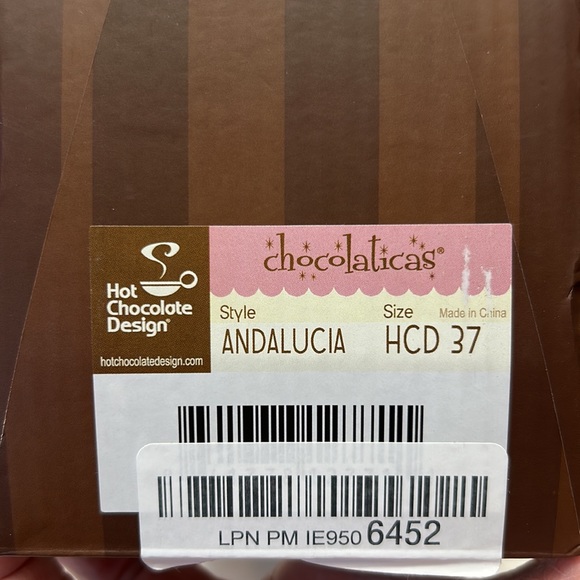 Hot
Chocolate
Design®
hotchocolatedesign.com
chocolaticas®
Style
ANDALUCIA
Size
HCD 37
Made in China
LPN PM IE950 6452